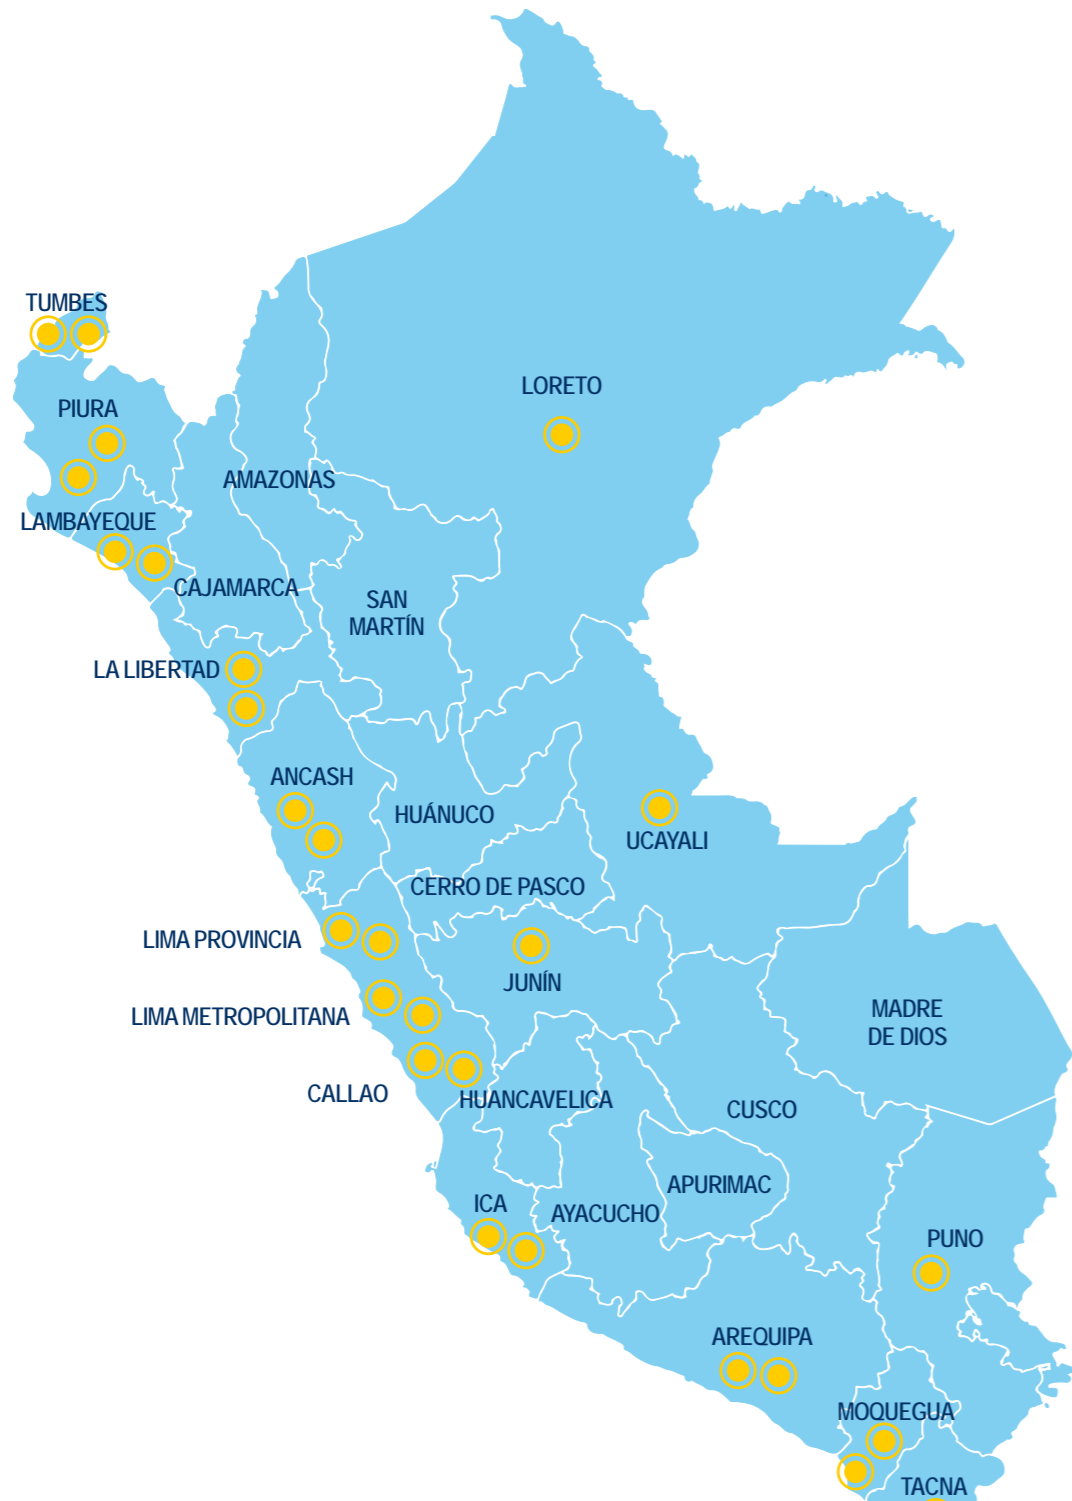 TUMBES
LORETO
PIURA
AMAZONAS
LAMBAYEQUE
CAJAMARCA
SAN
MARTÍN
LA LIBERTAD
ANCASH
HUÁNUCO
UCAYALI
CERRO DE PASCO
LIMA PROVINCIA
JUNÍN
LIMA METROPOLITANA
MADRE
DE DIOS
CALLAO
HUANCAVELICA
CUSCO
APURIMAC
ICA
AYACUCHO
PUNO
AREQUIPA
MOQUEGUA
TACNA